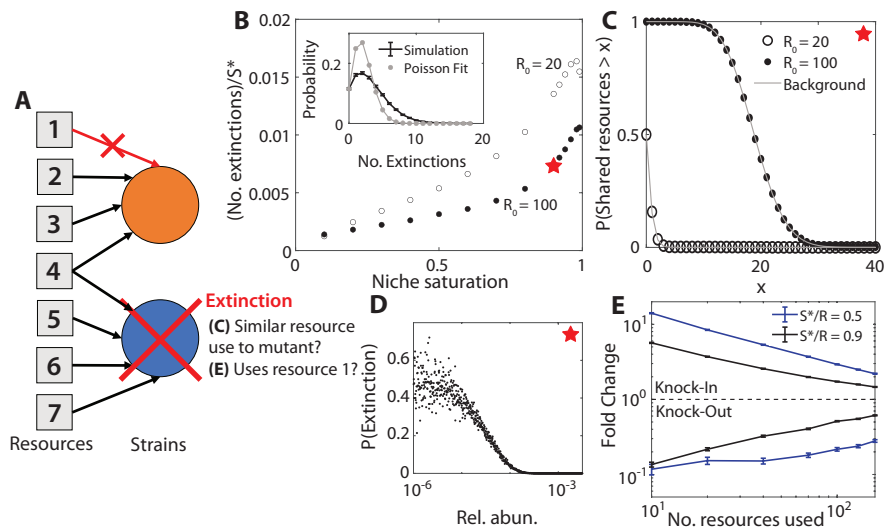 A
1
2
3
4
5
6
7
Resources
Strains
Extinction
(C) Similar resource
use to mutant?
(E) Uses resource 1?
B
(No. extinctions)/S*
0.02
0.015
0.01
0.005
0
0
0.5
1
Niche saturation
R₀ = 20
R₀ = 100
Probability
0.2
0
0
10
20
No. Extinctions
Simulation
Poisson Fit
C
P(Shared resources > x)
1
0.5
0
0
20
40
x
R₀ = 20
R₀ = 100
Background
D
P(Extinction)
0.6
0.4
0.2
0
10⁻⁶
10⁻³
Rel. abun.
E
Fold Change
10¹
10⁰
10⁻¹
10¹
10²
No. resources used
S*/R = 0.5
S*/R = 0.9
Knock-In
Knock-Out